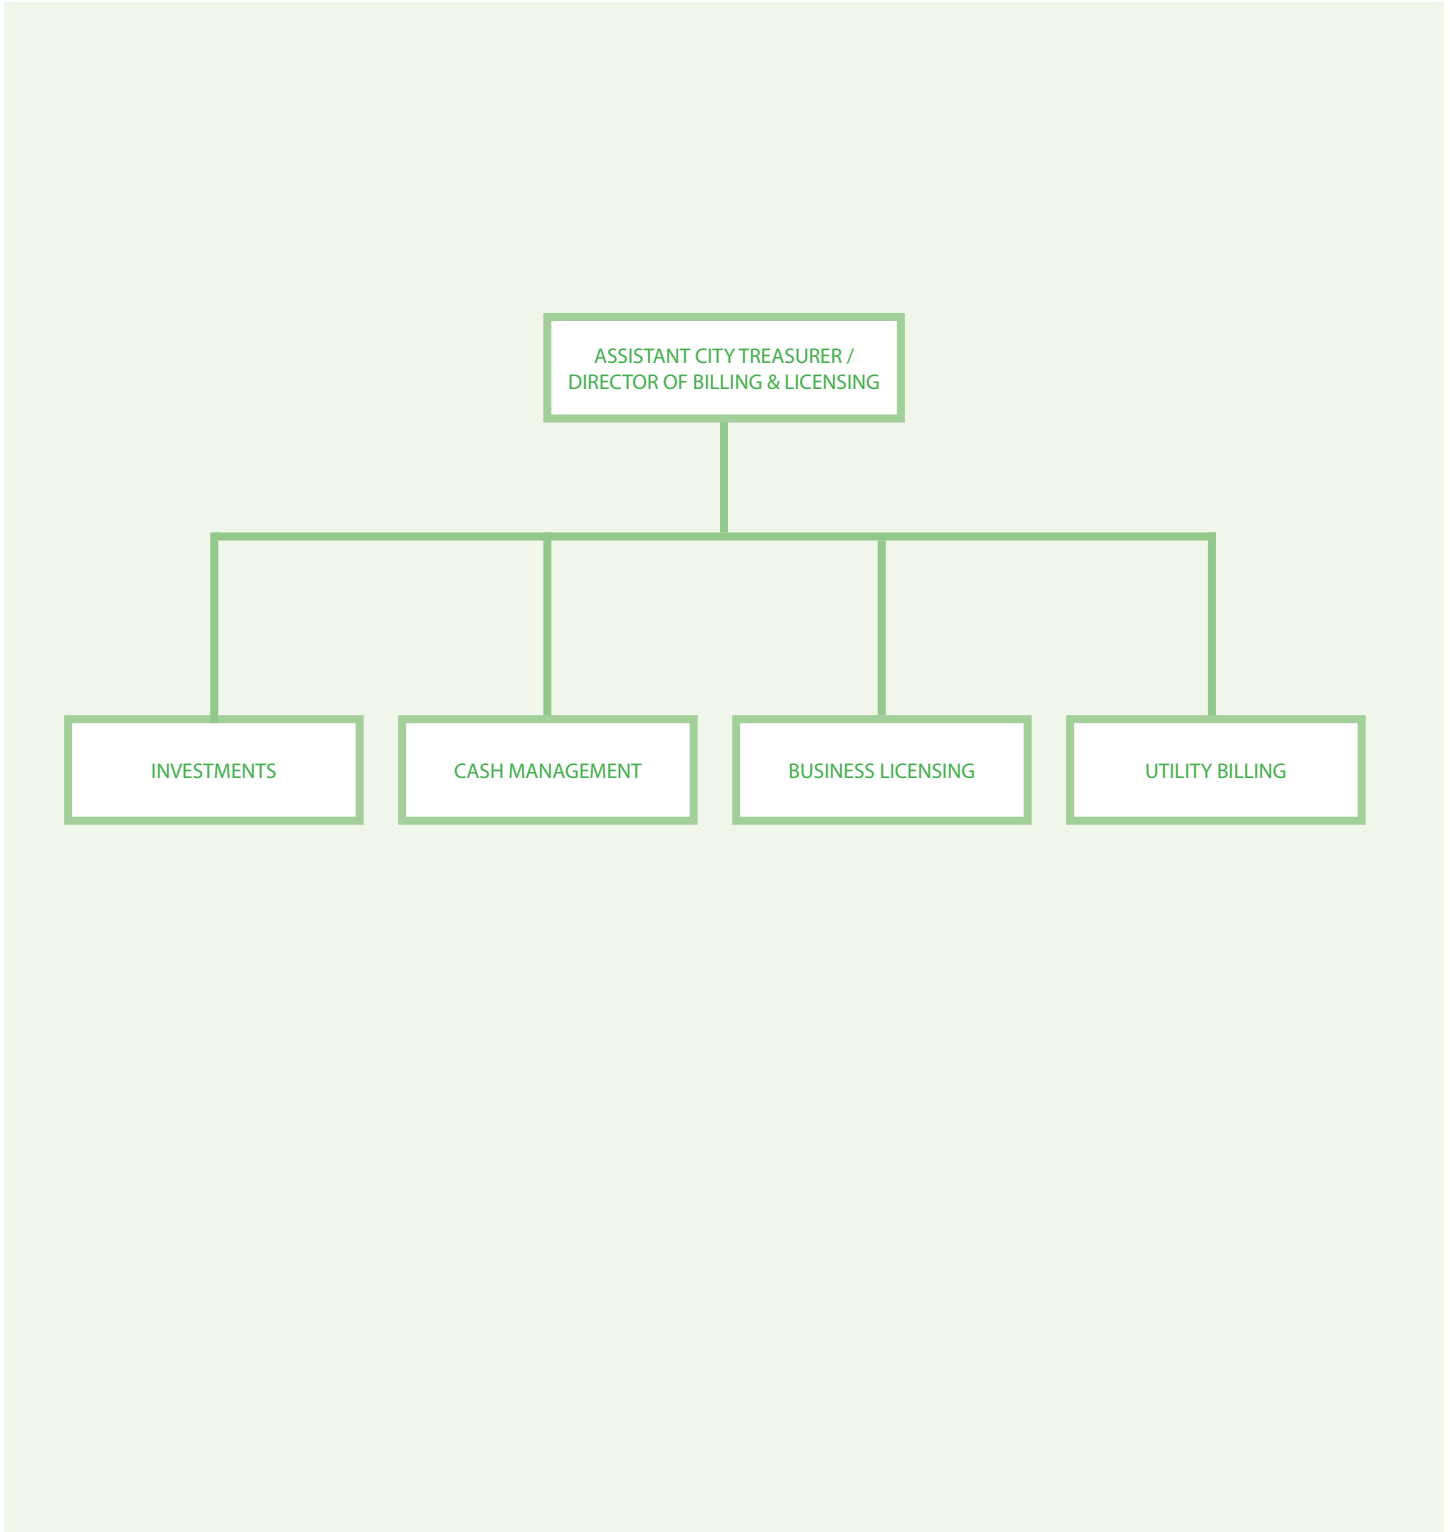 ASSISTANT CITY TREASURER /
DIRECTOR OF BILLING & LICENSING
INVESTMENTS
CASH MANAGEMENT
BUSINESS LICENSING
UTILITY BILLING